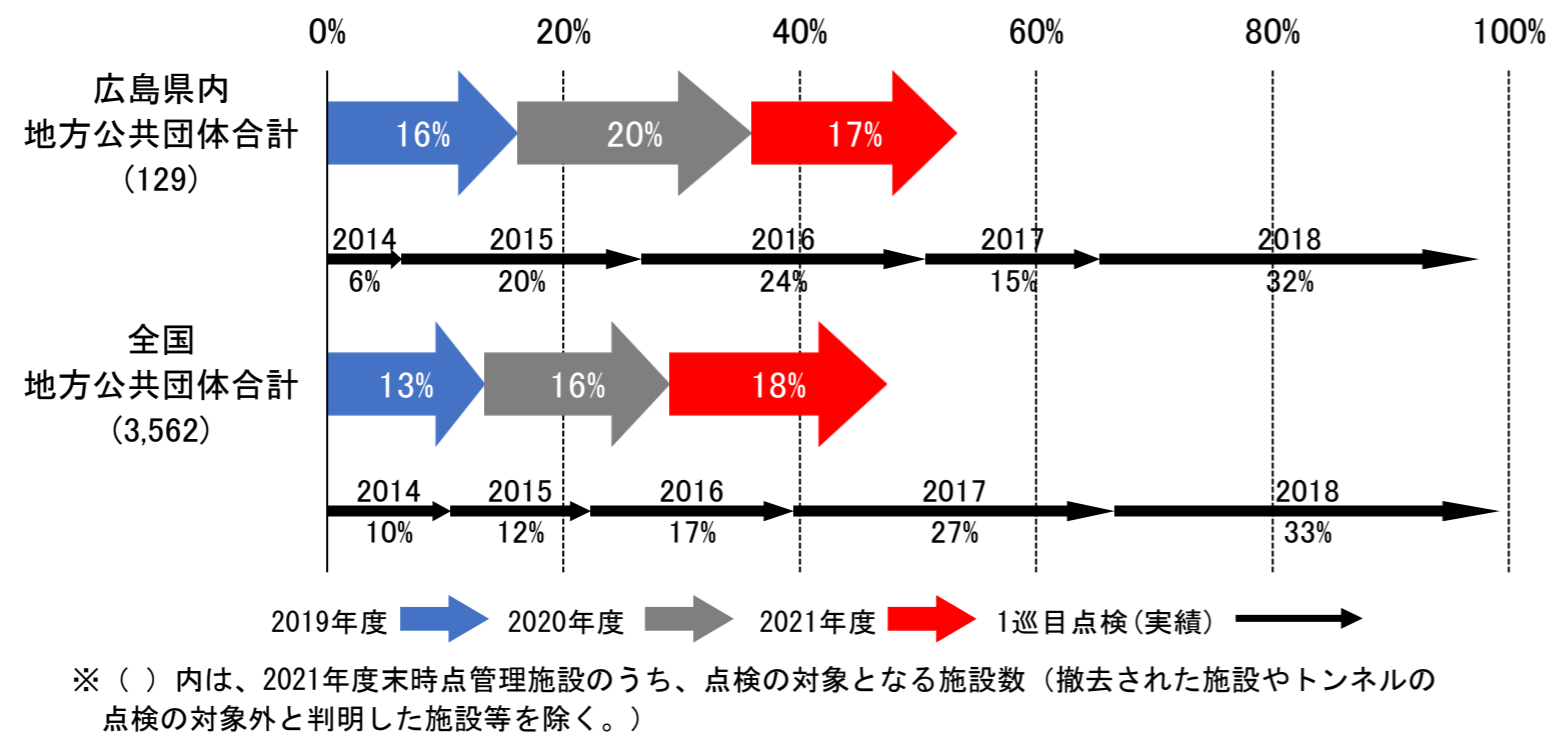 0% 20% 40% 60% 80% 100%
広島県内
地方公共団体合計
(129)
16% 20% 17%
2014 2015 2016 2017 2018
6% 20% 24% 15% 32%
全国
地方公共団体合計
(3,562)
13% 16% 18%
2014 2015 2016 2017 2018
10% 12% 17% 27% 33%
2019年度 2020年度 2021年度 1巡目点検(実績)
※（ ）内は、2021年度末時点管理施設のうち、点検の対象となる施設数（撤去された施設やトンネルの
点検の対象外と判明した施設等を除く。）